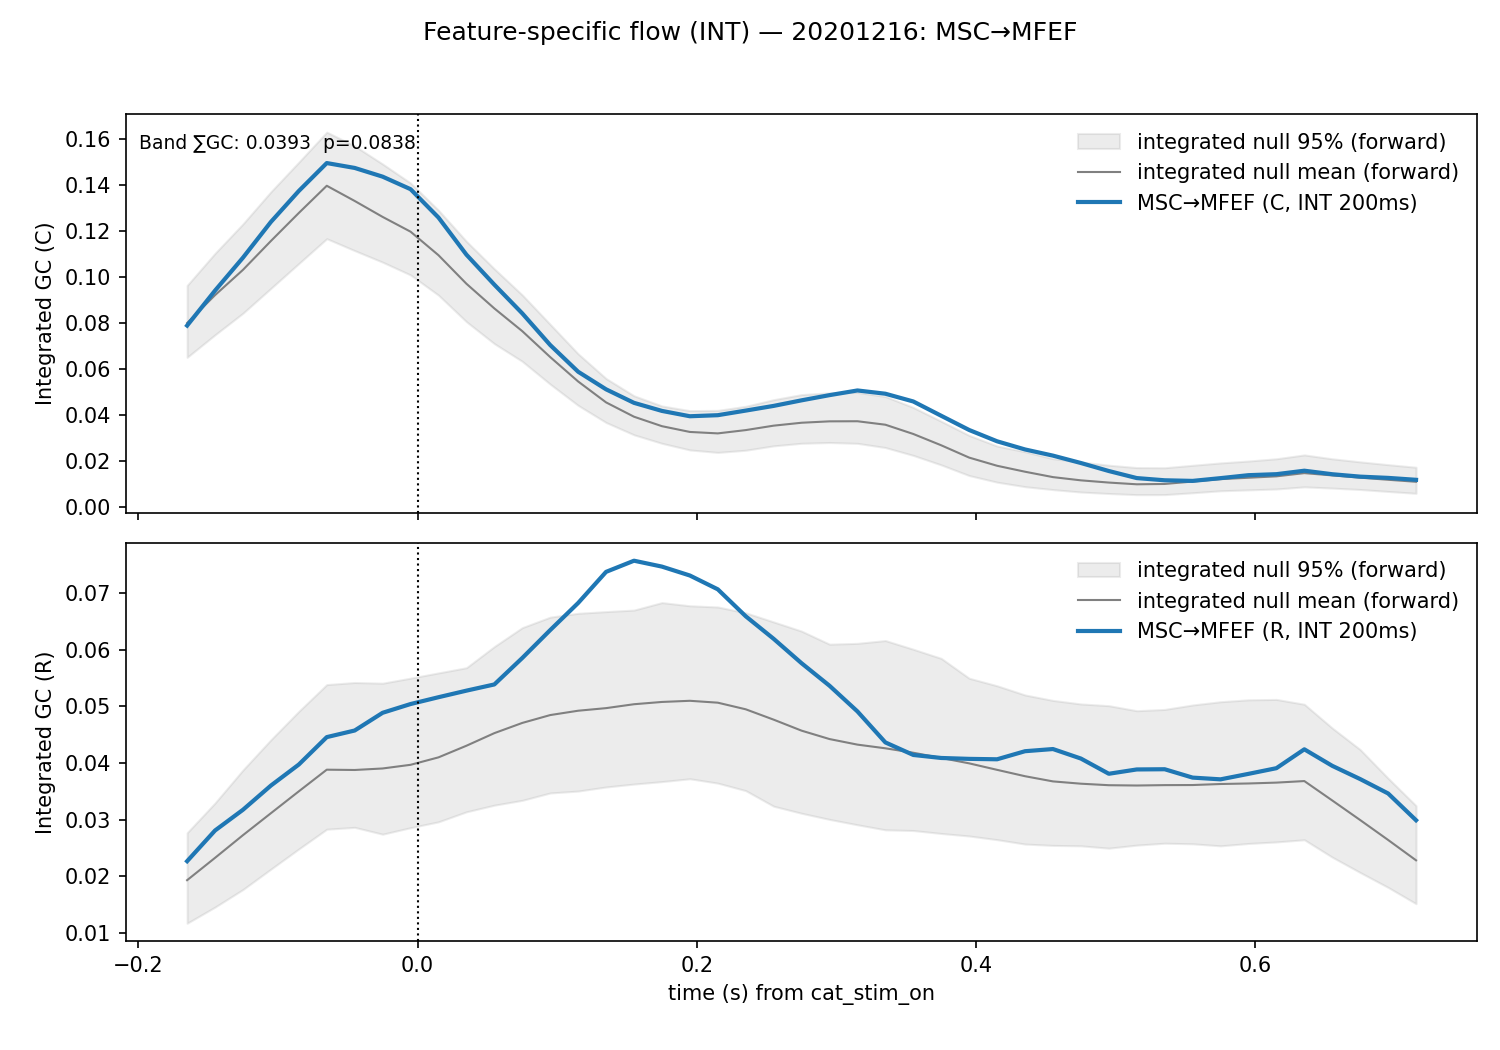 Feature-specific flow (INT) — 20201216: MSC→MFEF
Band ∑GC: 0.0393  p=0.0838
integrated null 95% (forward)
integrated null mean (forward)
MSC→MFEF (C, INT 200ms)
Integrated GC (C)
0.16
0.14
0.12
0.10
0.08
0.06
0.04
0.02
0.00
integrated null 95% (forward)
integrated null mean (forward)
MSC→MFEF (R, INT 200ms)
Integrated GC (R)
0.07
0.06
0.05
0.04
0.03
0.02
0.01
−0.2 0.0 0.2 0.4 0.6
time (s) from cat_stim_on